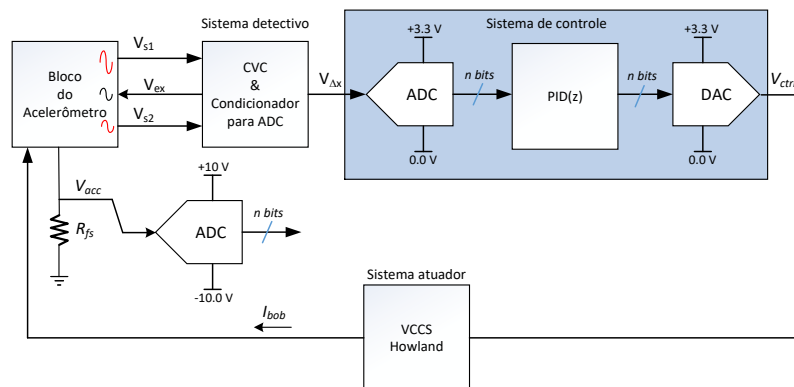 Sistema detectivo
Sistema de controle
Bloco
do
Acelerômetro
Vs1
Vex
Vs2
CVC
&
Condicionador
para ADC
VΔx
+3.3 V
ADC
0.0 V
n bits
PID(z)
n bits
+3.3 V
DAC
0.0 V
Vctrl
Vacc
Rfs
+10 V
ADC
-10.0 V
n bits
Sistema atuador
Ibob
VCCS
Howland